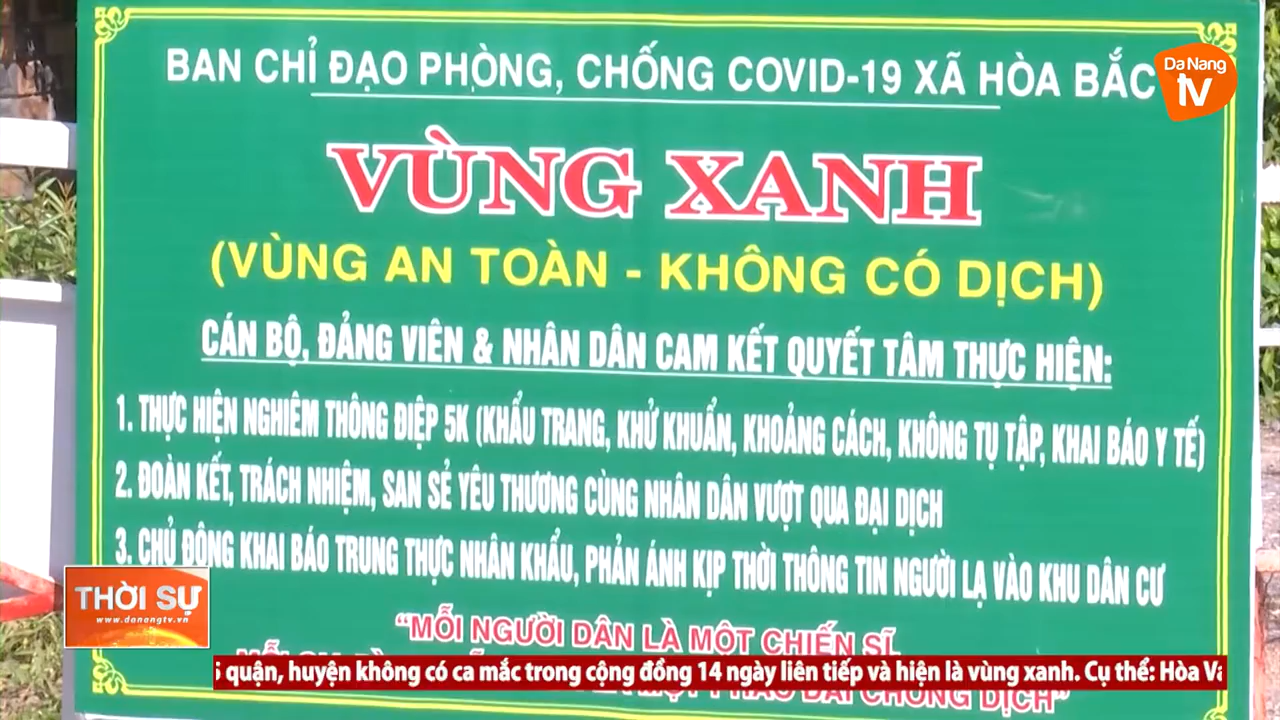 BAN CHỈ ĐẠO PHÒNG, CHỐNG COVID-19 XÃ HÒA BẮC
Da Nang
tv
VÙNG XANH
(VÙNG AN TOÀN - KHÔNG CÓ DỊCH)
CÁN BỘ, ĐẢNG VIÊN & NHÂN DÂN CAM KẾT QUYẾT TÂM THỰC HIỆN:
1. THỰC HIỆN NGHIÊM THÔNG ĐIỆP 5K (KHẨU TRANG, KHỬ KHUẨN, KHOẢNG CÁCH, KHÔNG TỤ TẬP, KHAI BÁO Y TẾ)
2. ĐOÀN KẾT, TRÁCH NHIỆM, SAN SẺ YÊU THƯƠNG CÙNG NHÂN DÂN VƯỢT QUA ĐẠI DỊCH
3. CHỦ ĐỘNG KHAI BÁO TRUNG THỰC NHÂN KHẨU, PHẢN ÁNH KỊP THỜI THÔNG TIN NGƯỜI LẠ VÀO KHU DÂN CƯ
THỜI SỰ
www.danangtv.vn
“MỖI NGƯỜI DÂN LÀ MỘT CHIẾN SĨ,
quận, huyện không có ca mắc trong cộng đồng 14 ngày liên tiếp và hiện là vùng xanh. Cụ thể: Hòa
DỊCH”